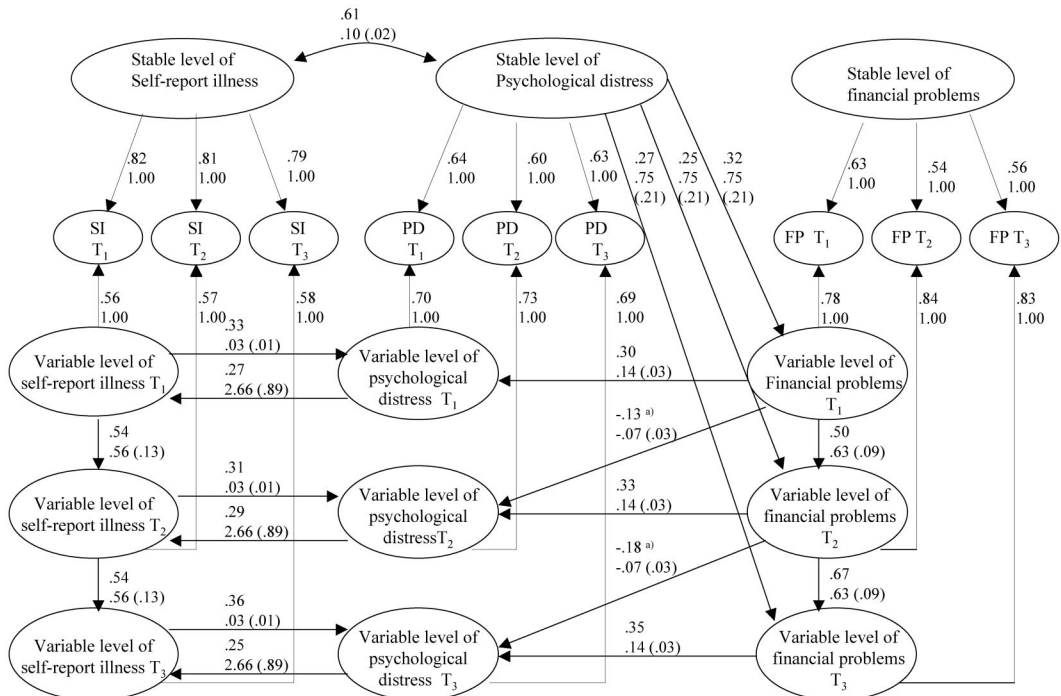 .61
.10 (.02)
Stable level of
Self-report illness
Stable level of
Psychological distress
Stable level of
financial problems
.82
1.00
.81
1.00
.79
1.00
.64
1.00
.60
1.00
.63
1.00
.27
.75
(.21)
.25
.75
(.21)
.32
.75
(.21)
.63
1.00
.54
1.00
.56
1.00
SI
T1
SI
T2
SI
T3
PD
T1
PD
T2
PD
T3
FP T1
FP T2
FP T3
.56
1.00
.57
1.00
.58
1.00
.70
1.00
.73
1.00
.69
1.00
.78
1.00
.84
1.00
.83
1.00
Variable level of
self-report illness T1
.33
.03 (.01)
.27
2.66 (.89)
Variable level of
psychological
distress T1
.30
.14 (.03)
Variable level of
Financial problems
T1
.54
.56 (.13)
-.13 a)
-.07 (.03)
.50
.63 (.09)
Variable level of
self-report illness T2
.31
.03 (.01)
.29
2.66 (.89)
Variable level of
psychological
distressT2
.33
.14 (.03)
Variable level of
financial problems
T2
.54
.56 (.13)
-.18 a)
-.07 (.03)
.67
.63 (.09)
Variable level of
self-report illness T3
.36
.03 (.01)
.25
2.66 (.89)
Variable level of
psychological
distress T3
.35
.14 (.03)
Variable level of
financial problems
T3